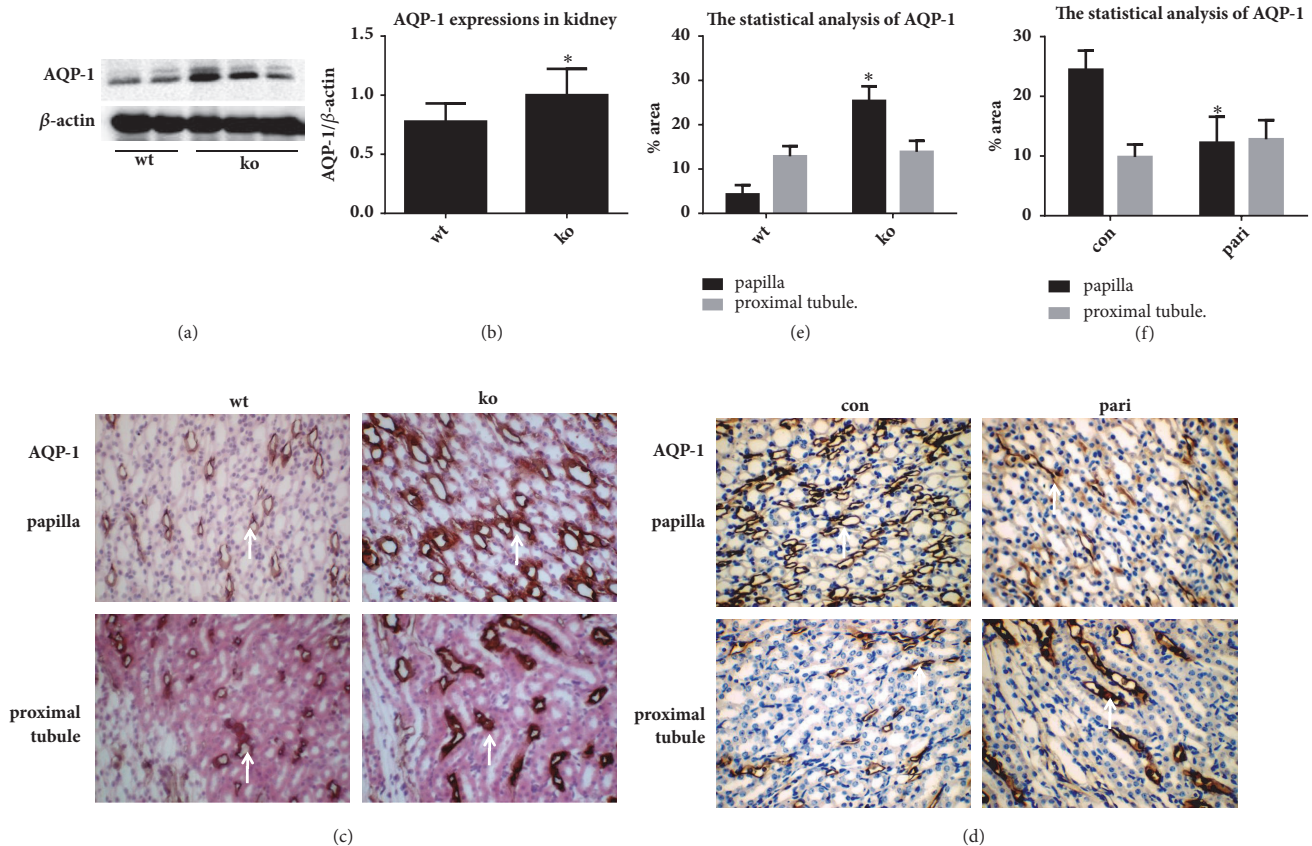 AQP-1
β-actin
wt
ko
(a)
AQP-1 expressions in kidney
AQP-1/β-actin
1.5
1.0
0.5
0.0
*
wt
ko
(b)
The statistical analysis of AQP-1
% area
40
30
20
10
0
*
wt
ko
papilla
proximal tubule.
(e)
The statistical analysis of AQP-1
% area
30
20
10
0
*
con
pari
papilla
proximal tubule.
(f)
wt
ko
AQP-1
papilla
proximal
tubule
(c)
con
pari
AQP-1
papilla
proximal
tubule
(d)